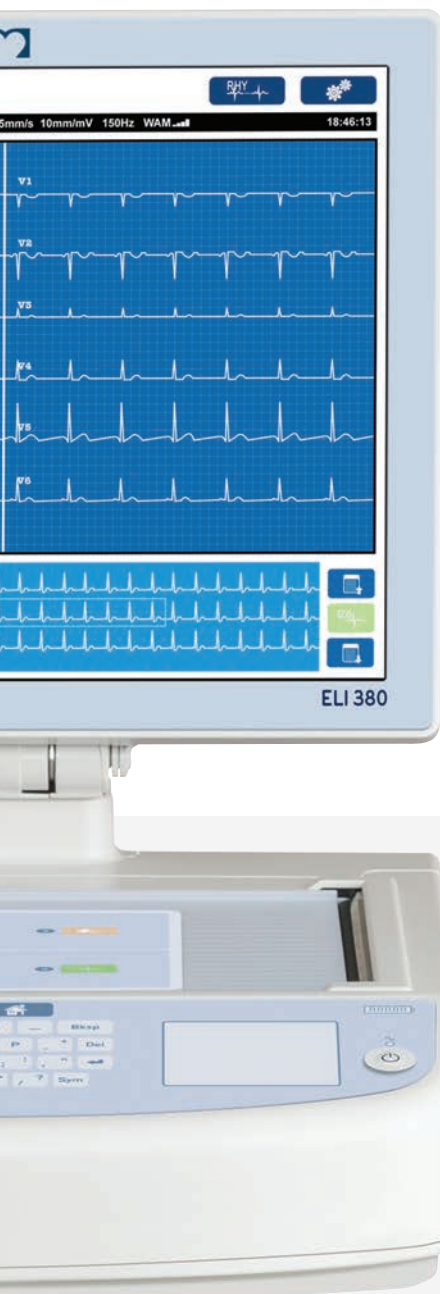 RHY
5mm/s 10mm/mV 150Hz WAM 18:46:13
V1
V2
V3
V4
V5
V6
ELI 380
_ Bksp
P . Del
; ! , "
, ? Sym